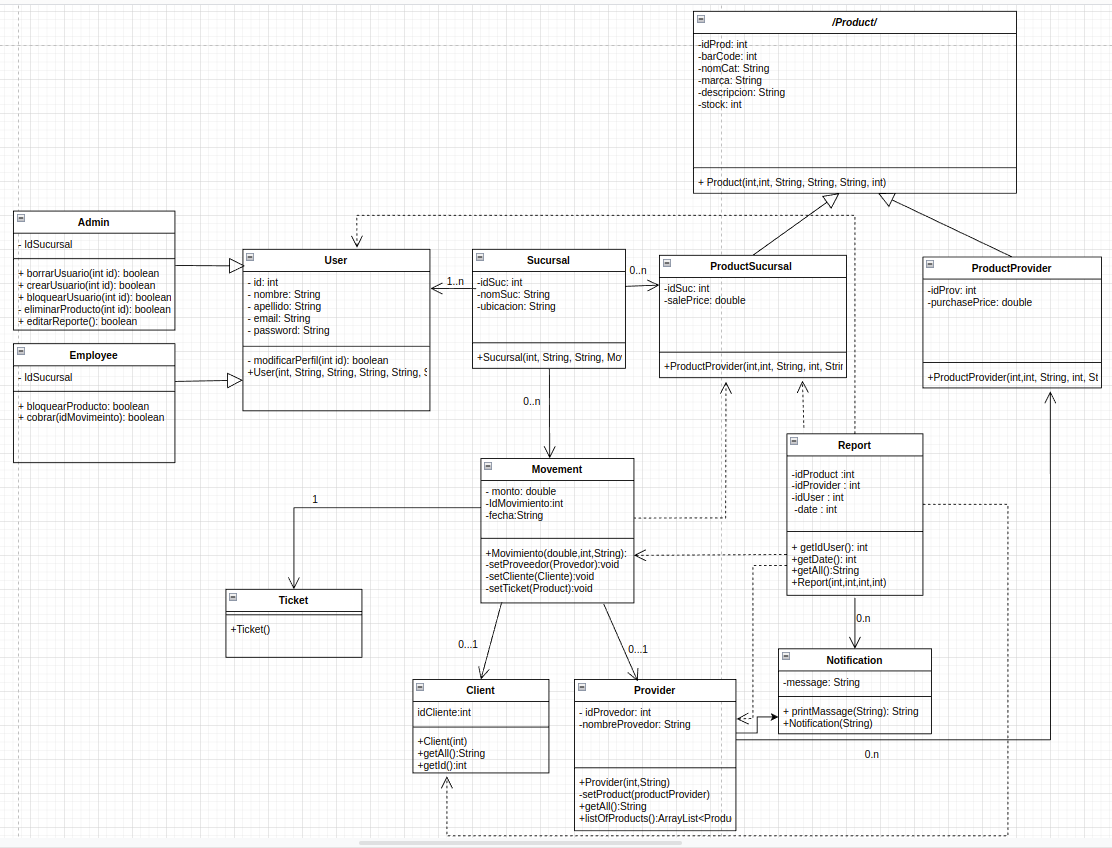 /Product/
-idProd: int
-barCode: int
-nomCat: String
-marca: String
-descripcion: String
-stock: int
+ Product(int,int, String, String, String, int)
Admin
- IdSucursal
+ borrarUsuario(int id): boolean
+ crearUsuario(int id): boolean
+ bloquearUsuario(int id): boolean
- eliminarProducto(int id): boolean
+ editarReporte(): boolean
Employee
- IdSucursal
+ bloquearProducto: boolean
+ cobrar(idMovimeinto): boolean
User
- id: int
- nombre: String
- apellido: String
- email: String
- password: String
- modificarPerfil(int id): boolean
+User(int, String, String, String, String, S
1..n
Sucursal
-idSuc: int
-nomSuc: String
-ubicacion: String
+Sucursal(int, String, String, Mo
0..n
0..n
ProductSucursal
-idSuc: int
-salePrice: double
+ProductProvider(int,int, String, int, Strin
ProductProvider
-idProv: int
-purchasePrice: double
+ProductProvider(int,int, String, int, St
Movement
- monto: double
-IdMovimiento:int
-fecha:String
+Movimiento(double,int,String):
-setProveedor(Provedor):void
-setCliente(Cliente):void
-setTicket(Product):void
1
Ticket
+Ticket()
Report
-idProduct :int
-idProvider : int
-idUser : int
-date : int
+ getIdUser(): int
+getDate(): int
+getAll():String
+Report(int,int,int,int)
0.n
0...1
0...1
Client
idCliente:int
+Client(int)
+getAll():String
+getId():int
Provider
- idProvedor: int
-nombreProvedor: String
+Provider(int,String)
-setProduct(productProvider)
+getAll():String
+listOfProducts():ArrayList<Produ
Notification
-message: String
+ printMassage(String): String
+Notification(String)
0.n